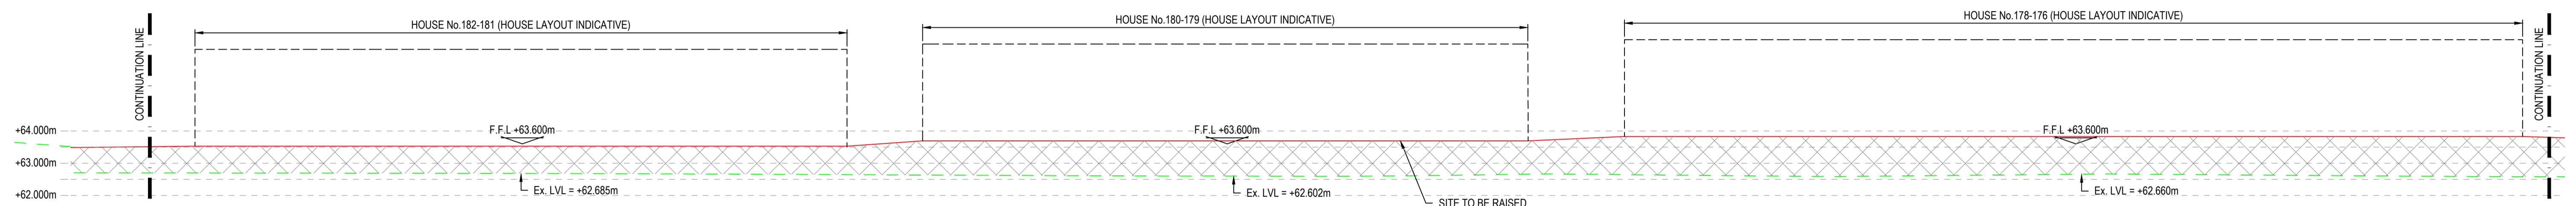 HOUSE No.182-181 (HOUSE LAYOUT INDICATIVE)
HOUSE No.180-179 (HOUSE LAYOUT INDICATIVE)
HOUSE No.178-176 (HOUSE LAYOUT INDICATIVE)
CONTINUATION LINE
CONTINUATION LINE
+64.000m
F.F.L +63.600m
F.F.L +63.600m
F.F.L +63.600m
+63.000m
+62.000m
Ex. LVL = +62.685m
Ex. LVL = +62.602m
Ex. LVL = +62.660m
SITE TO BE RAISED